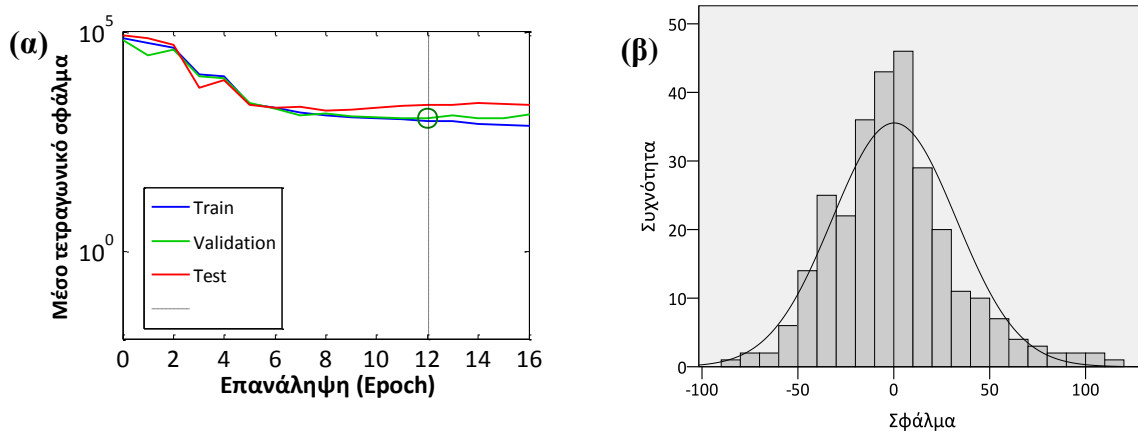 (α)
Μέσο τετραγωνικό σφάλμα
10^5
10^0
Train
Validation
Test
0 2 4 6 8 10 12 14 16
Επανάληψη (Epoch)
(β)
Συχνότητα
50
40
30
20
10
0
-100 -50 0 50 100
Σφάλμα